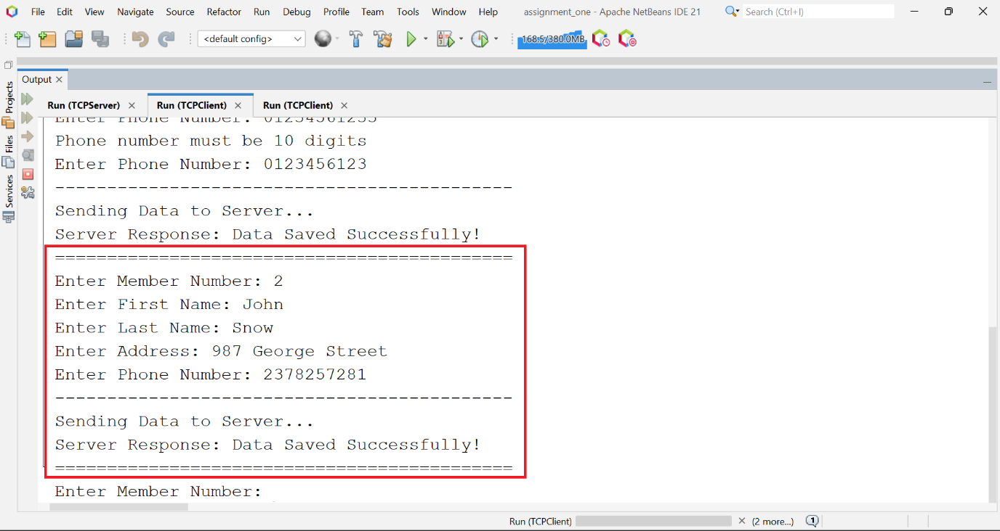 File Edit View Navigate Source Refactor Run Debug Profile Team Tools Window Help assignment_one - Apache NetBeans IDE 21 Search (Ctrl+I)
<default config> 168.5/380.0MB
Output
Projects
Files
Services
Run (TCPServer) Run (TCPClient) Run (TCPClient)
Enter Phone Number:
Phone number must be 10 digits
Enter Phone Number: 0123456123
--------------------------------------------
Sending Data to Server...
Server Response: Data Saved Successfully!
============================================
Enter Member Number: 2
Enter First Name: John
Enter Last Name: Snow
Enter Address: 987 George Street
Enter Phone Number: 2378257281
--------------------------------------------
Sending Data to Server...
Server Response: Data Saved Successfully!
============================================
Enter Member Number:
Run (TCPClient) (2 more...) 1